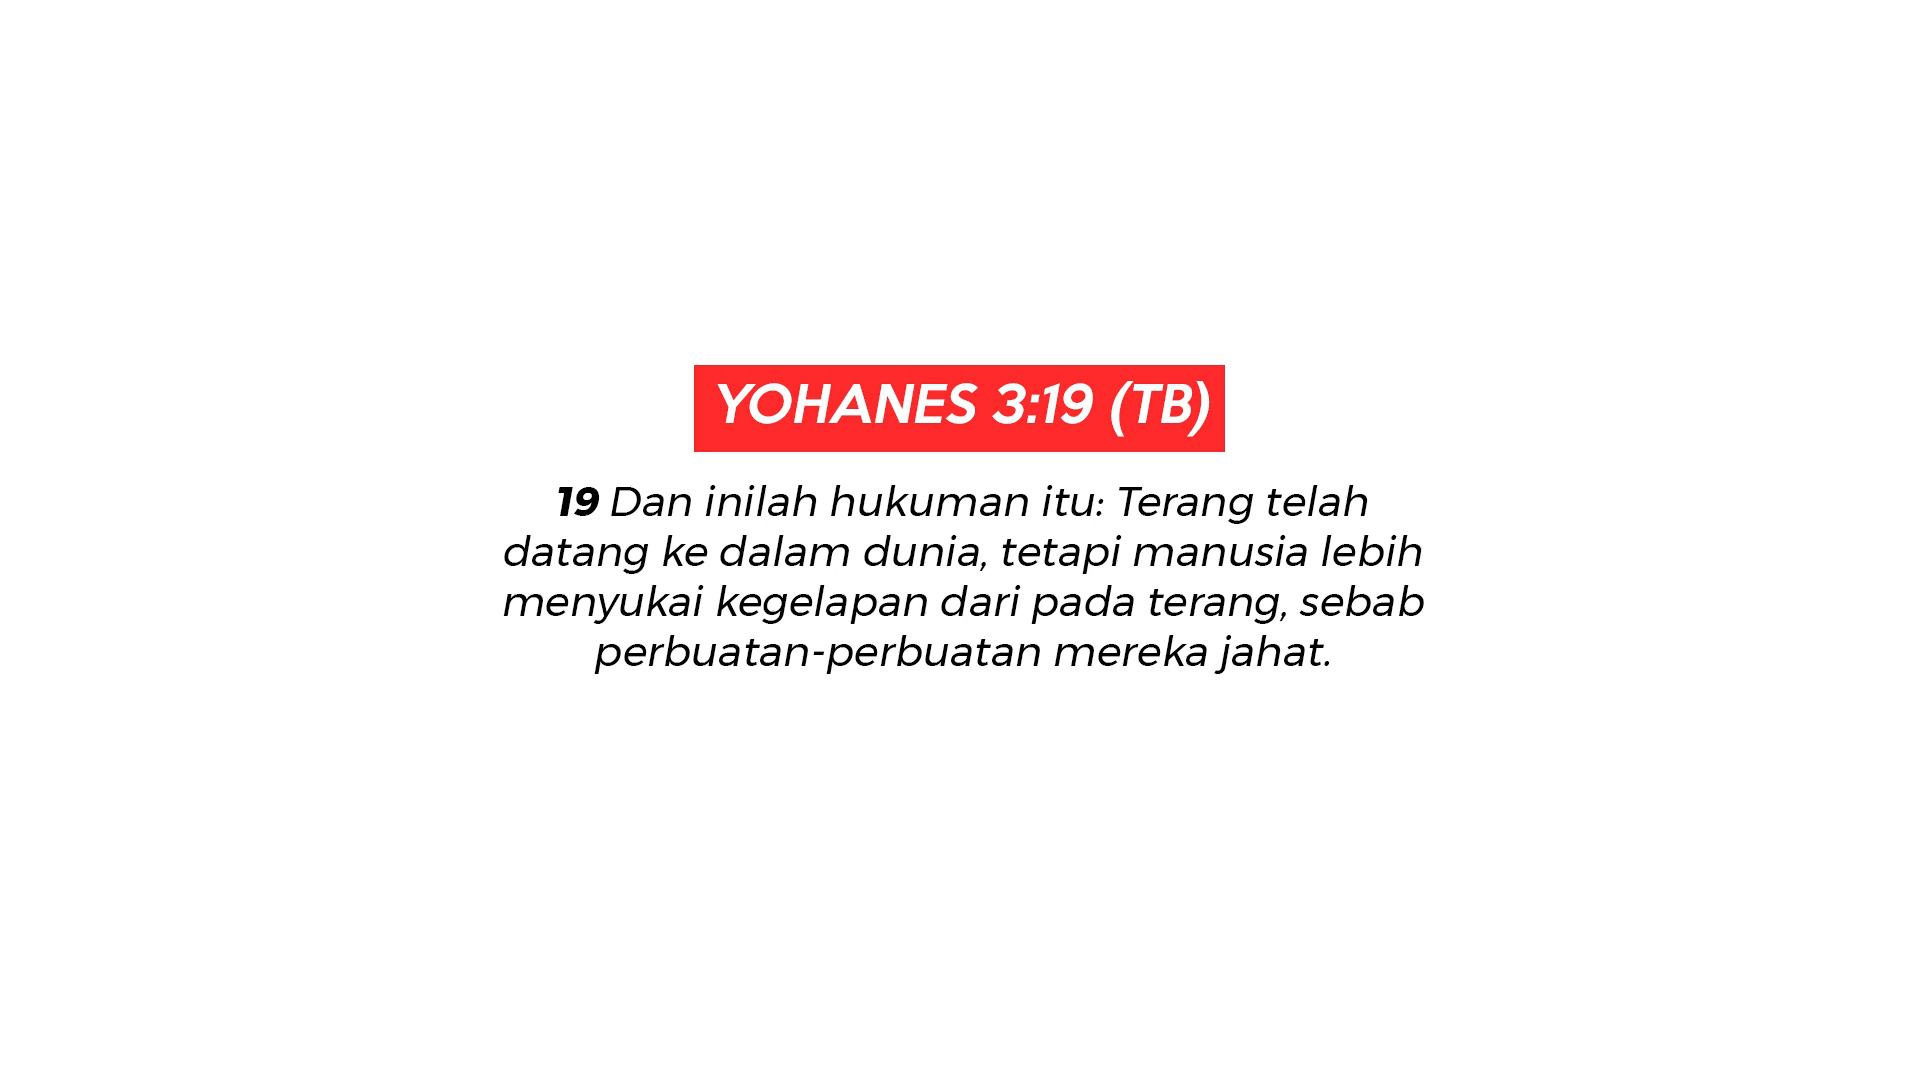 YOHANES 3:19 (TB)
19 Dan inilah hukuman itu: Terang telah
datang ke dalam dunia, tetapi manusia lebih
menyukai kegelapan dari pada terang, sebab
perbuatan-perbuatan mereka jahat.